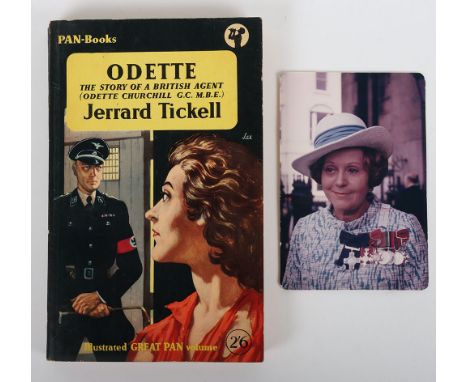 PAN-Books
ODETTE
THE STORY OF A BRITISH AGENT
(ODETTE CHURCHILL G.C. M.B.E.)
Jerrard Tickell
Illustrated GREAT PAN volume
2/6